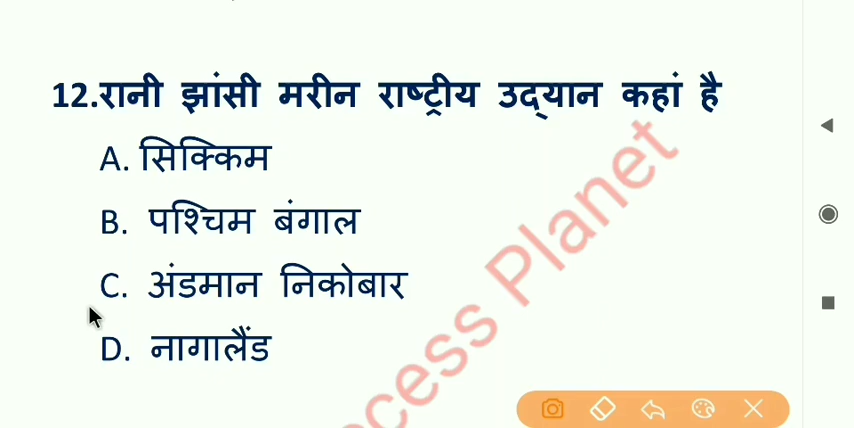 12.रानी झांसी मरीन राष्ट्रीय उद्यान कहां है
A. सिक्किम
B. पश्चिम बंगाल
C. अंडमान निकोबार
D. नागालैंड
cess Planet